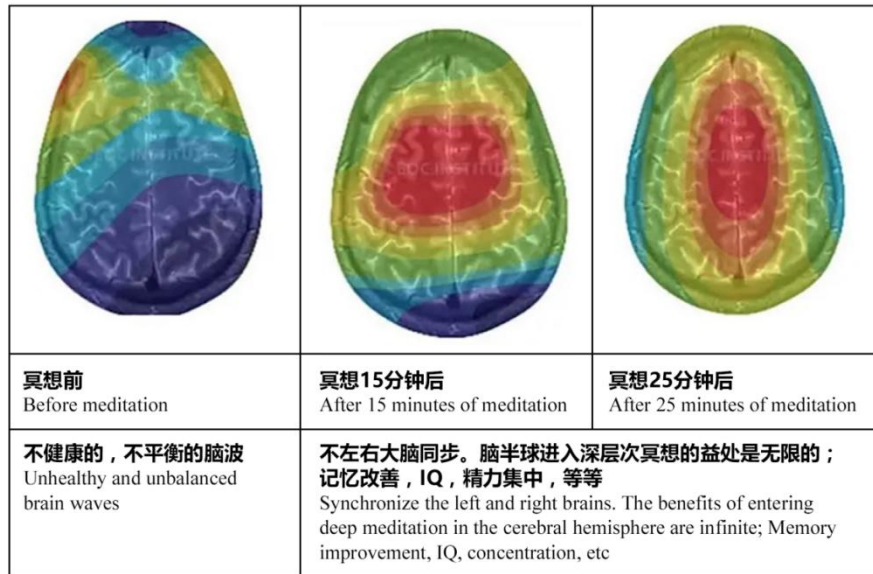 冥想前
Before meditation
冥想15分钟后
After 15 minutes of meditation
冥想25分钟后
After 25 minutes of meditation
不健康的，不平衡的脑波
Unhealthy and unbalanced
brain waves
不左右大脑同步。脑半球进入深层次冥想的益处是无限的；
记忆改善，IQ，精力集中，等等
Synchronize the left and right brains. The benefits of entering
deep meditation in the cerebral hemisphere are infinite; Memory
improvement, IQ, concentration, etc